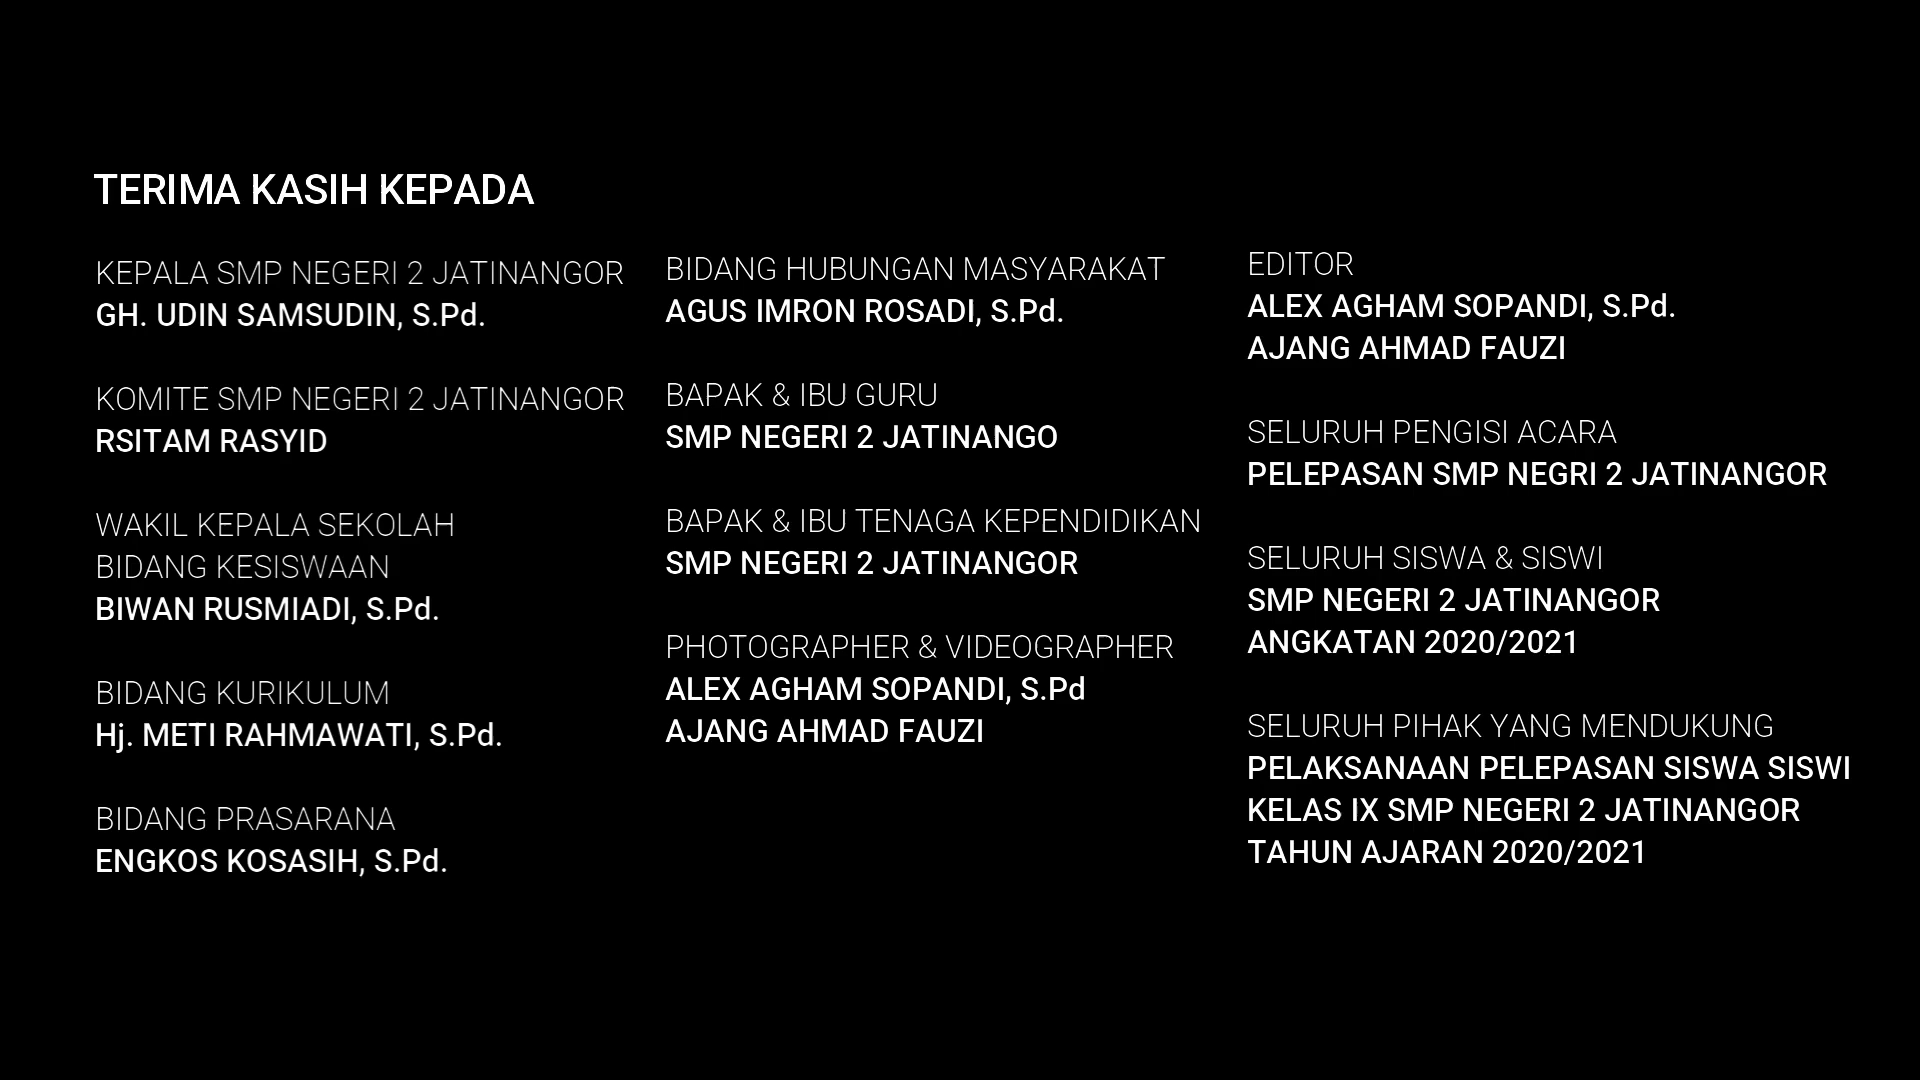 TERIMA KASIH KEPADA
KEPALA SMP NEGERI 2 JATINANGOR
GH. UDIN SAMSUDIN, S.Pd.
KOMITE SMP NEGERI 2 JATINANGOR
RSITAM RASYID
WAKIL KEPALA SEKOLAH
BIDANG KESISWAAN
BIWAN RUSMIADI, S.Pd.
BIDANG KURIKULUM
Hj. METI RAHMAWATI, S.Pd.
BIDANG PRASARANA
ENGKOS KOSASIH, S.Pd.
BIDANG HUBUNGAN MASYARAKAT
AGUS IMRON ROSADI, S.Pd.
BAPAK & IBU GURU
SMP NEGERI 2 JATINANGO
BAPAK & IBU TENAGA KEPENDIDIKAN
SMP NEGERI 2 JATINANGOR
PHOTOGRAPHER & VIDEOGRAPHER
ALEX AGHAM SOPANDI, S.Pd
AJANG AHMAD FAUZI
EDITOR
ALEX AGHAM SOPANDI, S.Pd.
AJANG AHMAD FAUZI
SELURUH PENGISI ACARA
PELEPASAN SMP NEGRI 2 JATINANGOR
SELURUH SISWA & SISWI
SMP NEGERI 2 JATINANGOR
ANGKATAN 2020/2021
SELURUH PIHAK YANG MENDUKUNG
PELAKSANAAN PELEPASAN SISWA SISWI
KELAS IX SMP NEGERI 2 JATINANGOR
TAHUN AJARAN 2020/2021